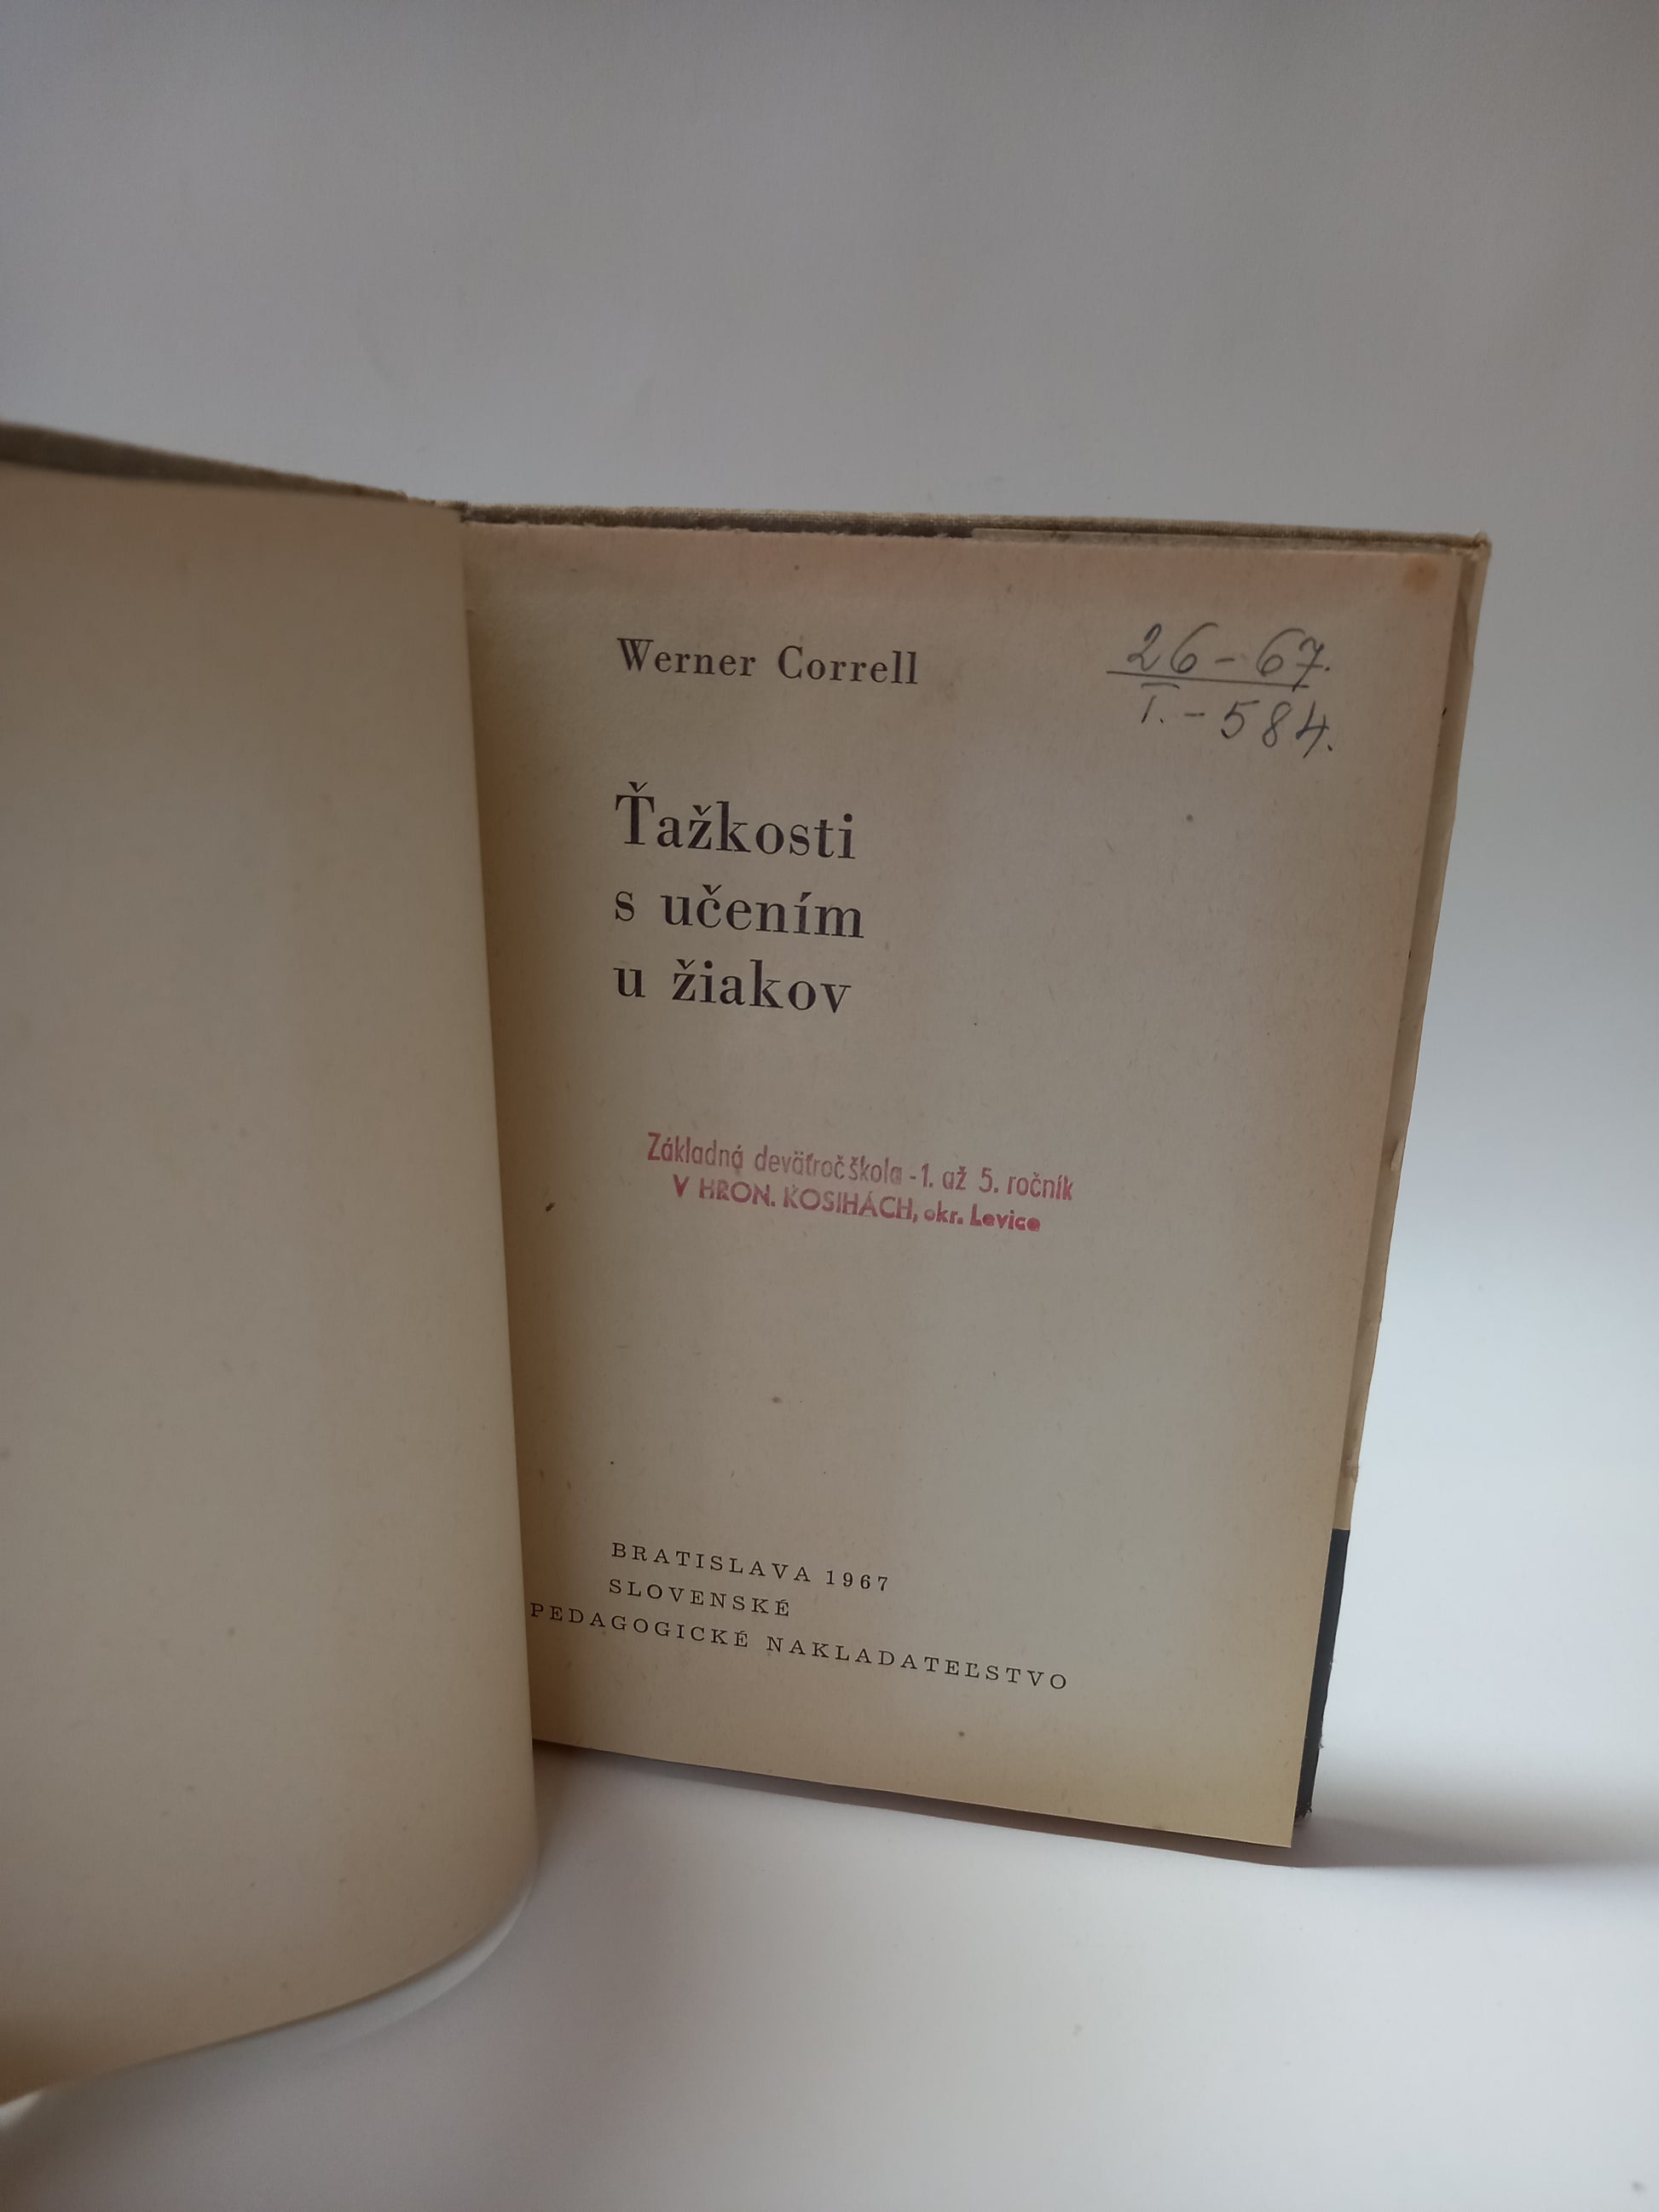 Werner Correll
26-67.
I.-584.
Ťažkosti
s učením
u žiakov
Základná deväťroč škola -1. až 5. ročník
V HRON. KOSIHÁCH, okr. Levice
BRATISLAVA 1967
SLOVENSKÉ
PEDAGOGICKÉ NAKLADATEĽSTVO